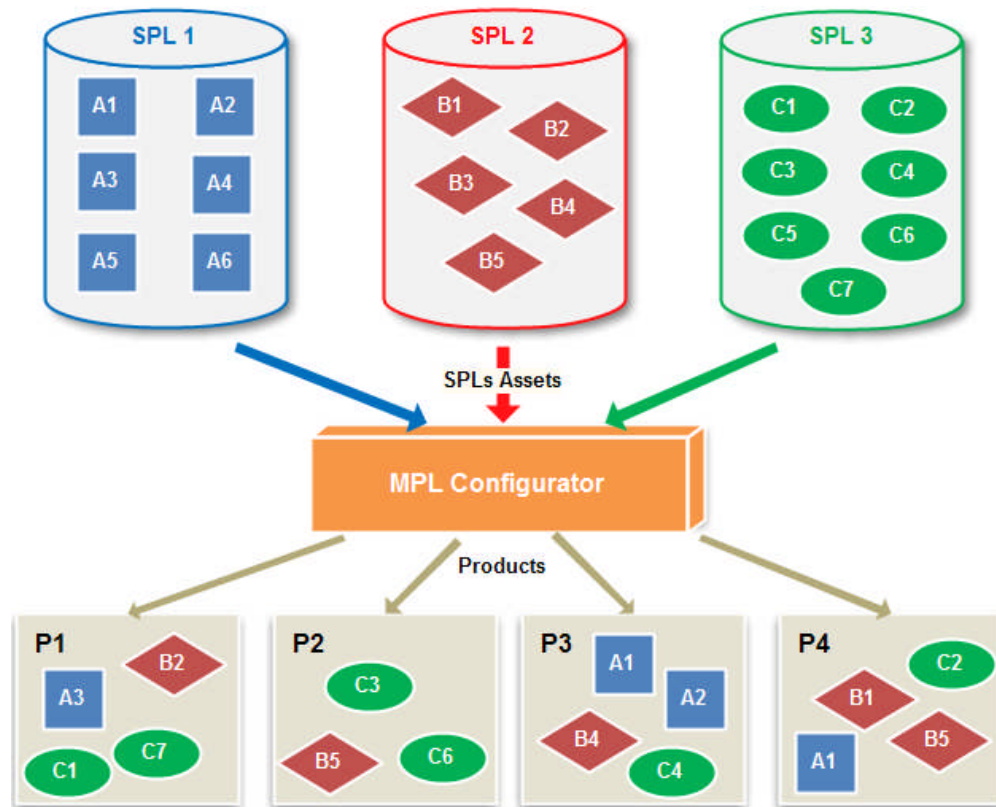 SPL 1
SPL 2
SPL 3
A1
A2
A3
A4
A5
A6
B1
B2
B3
B4
B5
C1
C2
C3
C4
C5
C6
C7
SPLs Assets
MPL Configurator
Products
P1
B2
A3
C7
C1
P2
C3
B5
C6
P3
A1
A2
B4
C4
P4
C2
B1
B5
A1